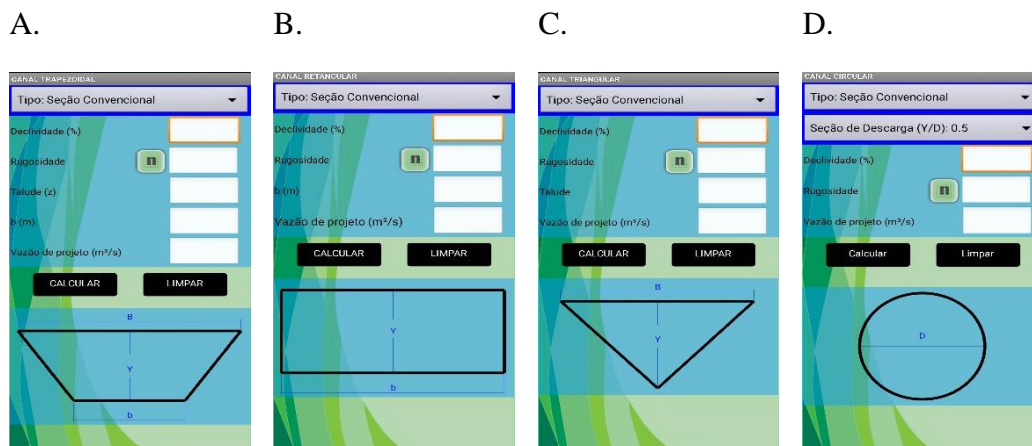 A.
B.
C.
D.
CANAL TRAPEZOIDAL
Tipo: Seção Convencional
Declividade (%)
Rugosidade
n
Talude (z)
b (m)
Vazão de projeto (m³/s)
CALCULAR
LIMPAR
B
Y
b
CANAL RETANGULAR
Tipo: Seção Convencional
Declividade (%)
Rugosidade
n
b (m)
Vazão de projeto (m³/s)
CALCULAR
LIMPAR
Y
b
CANAL TRIANGULAR
Tipo: Seção Convencional
Declividade (%)
Rugosidade
n
Talude
Vazão de projeto (m³/s)
CALCULAR
LIMPAR
B
Y
CANAL CIRCULAR
Tipo: Seção Convencional
Seção de Descarga (Y/D): 0.5
Declividade (%)
Rugosidade
n
Vazão de projeto (m³/s)
Calcular
Limpar
D